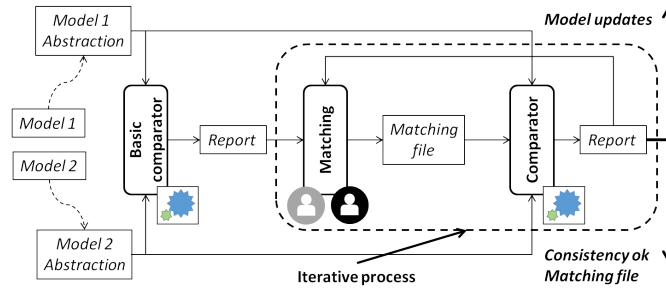 Model 1
Abstraction
Model updates
Model 1
Basic
comparator
Report
Matching
Matching
file
Comparator
Report
Model 2
Model 2
Abstraction
Iterative process
Consistency ok
Matching file